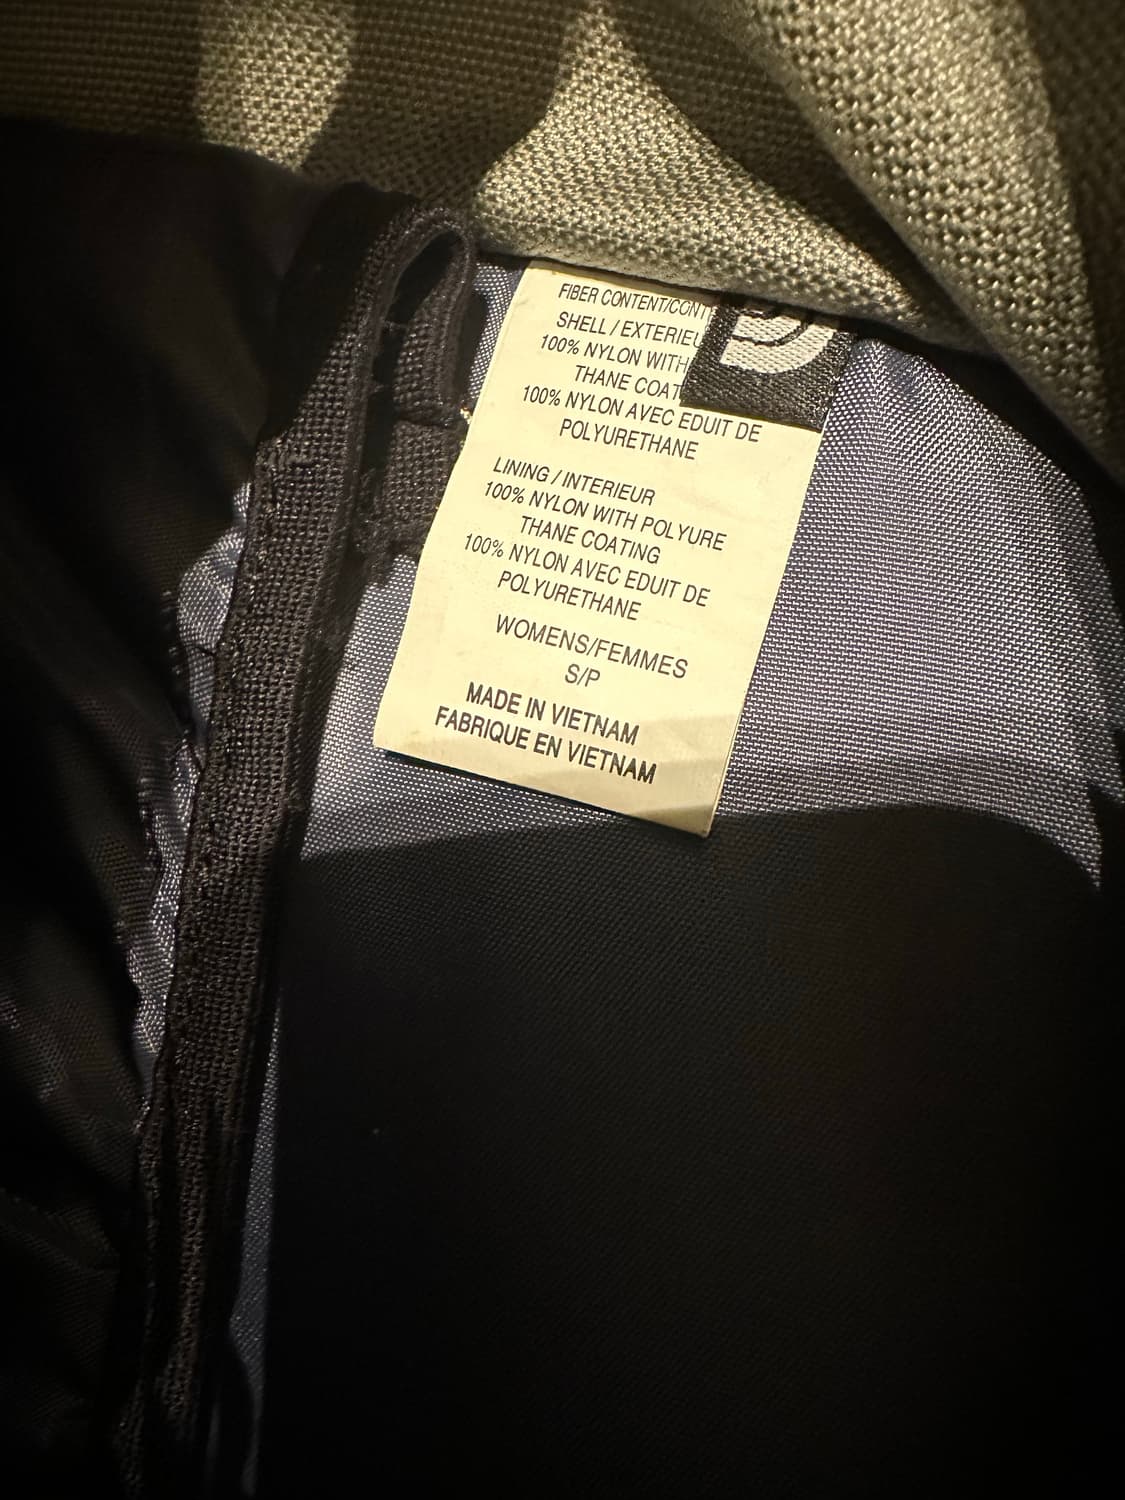 FIBER CONTENT/CONT
SHELL / EXTERIEU
100% NYLON WITH
THANE COAT
100% NYLON AVEC EDUIT DE
POLYURETHANE
LINING / INTERIEUR
100% NYLON WITH POLYURE
THANE COATING
100% NYLON AVEC EDUIT DE
POLYURETHANE
WOMENS/FEMMES
S/P
MADE IN VIETNAM
FABRIQUE EN VIETNAM